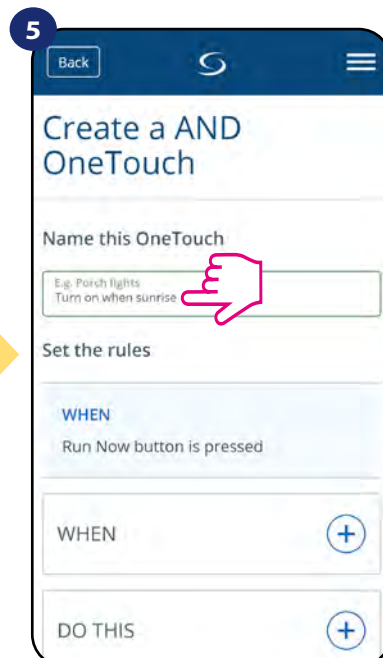 5
Back
Create a AND
OneTouch
Name this OneTouch
E.g. Porch lights
Turn on when sunrise
Set the rules
WHEN
Run Now button is pressed
WHEN
DO THIS